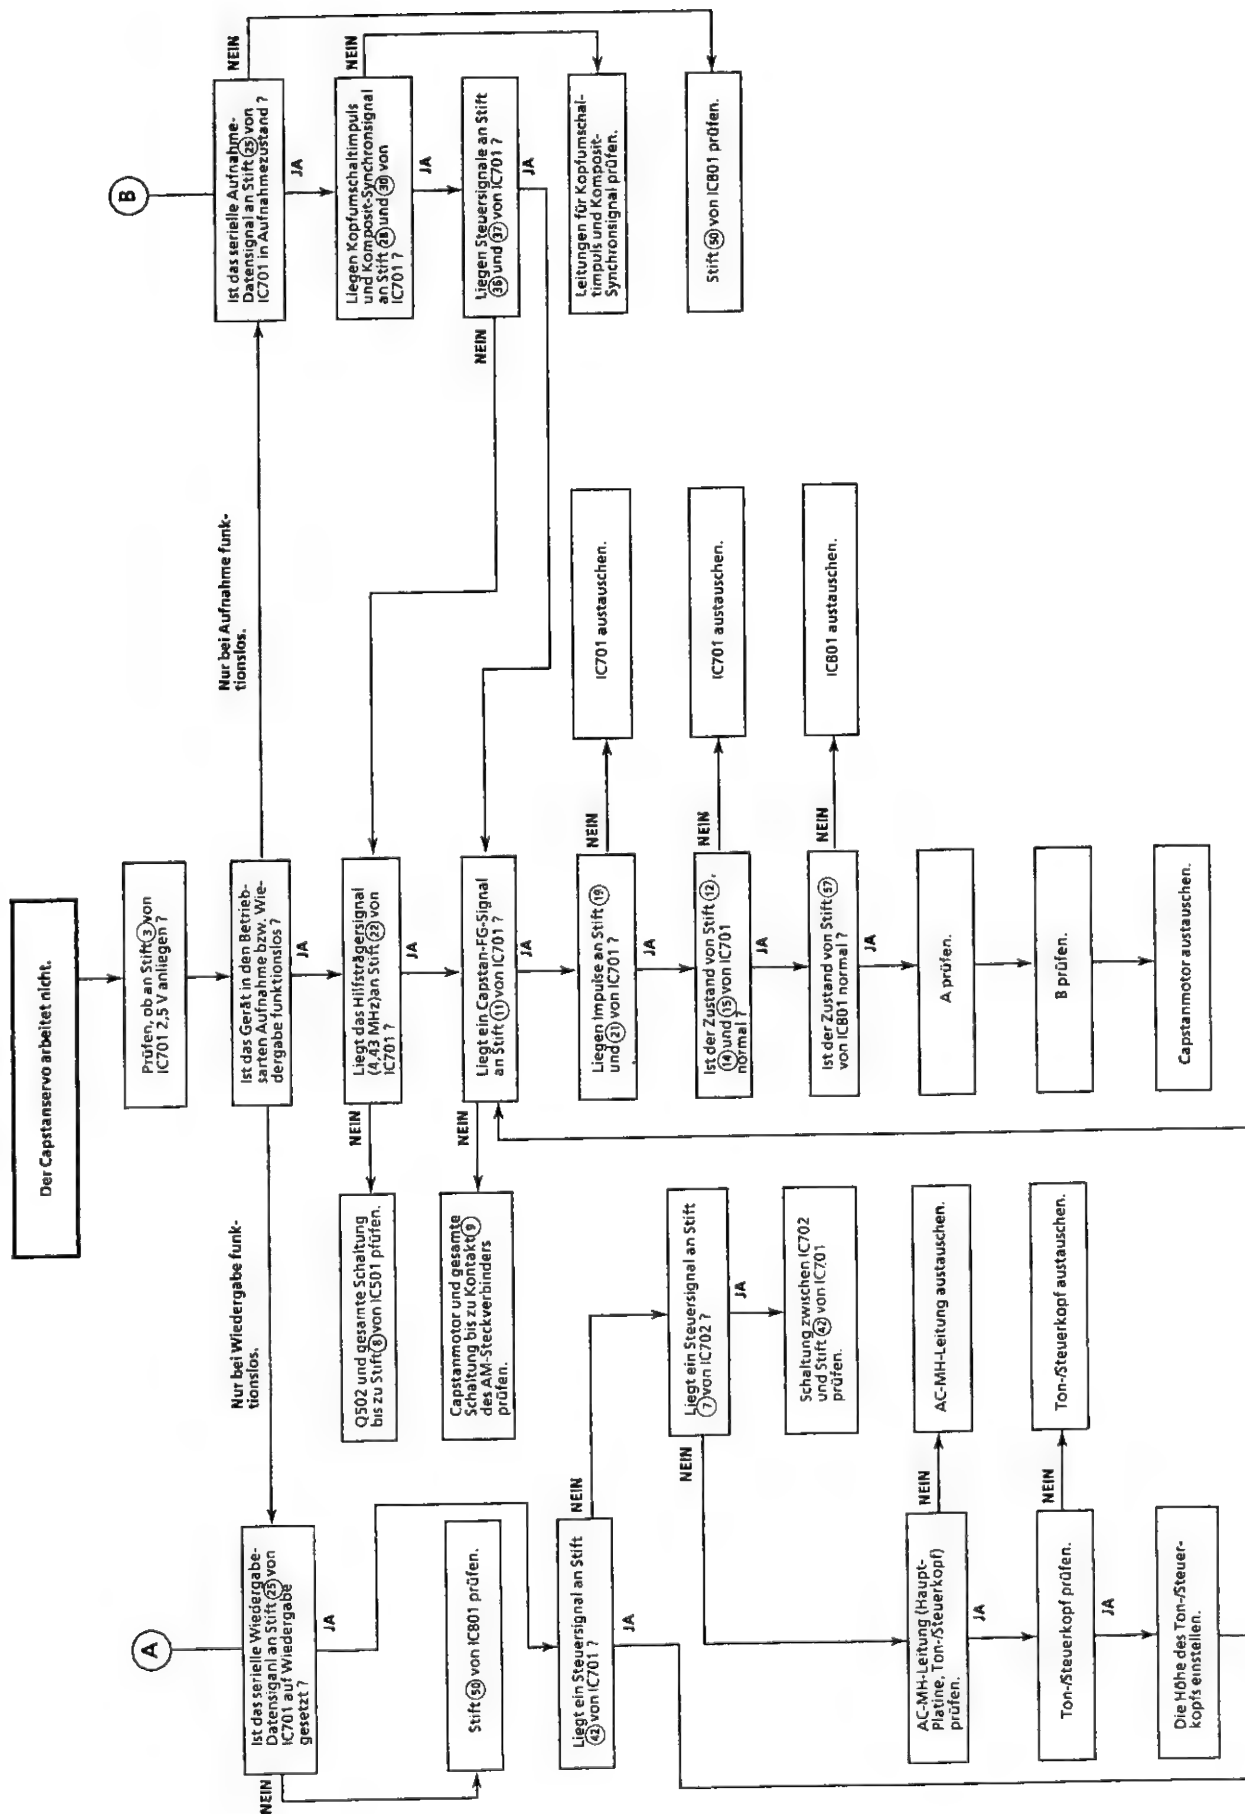 Der Capstanservo arbeitet nicht.
Prüfen, ob an Stift 3 von
IC701 2,5 V anliegen ?
Ist das Gerät in den Betrieb-
sarten Aufnahme bzw. Wie-
dergabe funktionslos ?
JA
Nur bei Wiedergabe funk-
tionslos.
Nur bei Aufnahme funk-
tionslos.
A
Ist das serielle Wiedergabe-
Datensiganl an Stift 25 von
IC701 auf Wiedergabe
gesetzt ?
NEIN
JA
Stift 50 von IC801 prüfen.
Liegt ein Steuersignal an Stift
42 von IC701 ?
NEIN
JA
Liegt ein Steuersignal an Stift
7 von IC702 ?
NEIN
JA
Schaltung zwischen IC702
und Stift 42 von IC701
prüfen.
AC-MH-Leitung (Haupt-
Platine, Ton-/Steuerkopf)
prüfen.
NEIN
JA
AC-MH-Leitung austauschen.
Ton-/Steuerkopf prüfen.
NEIN
JA
Ton-/Steuerkopf austauschen.
Die Höhe des Ton-/Steuer-
kopfs einstellen.
Liegt das Hilfsträgersignal
(4,43 MHz)an Stift 22 von
IC701 ?
NEIN
JA
Q502 und gesamte Schaltung
bis zu Stift 8 von IC501 prüfen.
Liegt ein Capstan-FG-Signal
an Stift 11 von IC701 ?
NEIN
JA
Capstanmotor und gesamte
Schaltung bis zu Kontakt 9
des AM-Steckverbinders
prüfen.
Liegen Impulse an Stift 19
und 21 von IC701 ?
NEIN
JA
IC701 austauschen.
Ist der Zustand von Stift 12,
14 und 15 von IC701
normal ?
NEIN
JA
IC701 austauschen.
Ist der Zustand von Stift 57
von IC801 normal ?
NEIN
JA
IC801 austauschen.
A prüfen.
B prüfen.
Capstanmotor austauschen.
B
Ist das serielle Aufnahme-
Datensignal an Stift 25 von
IC701 in Aufnahmezustand ?
NEIN
JA
Liegen Kopfumschaltimpuls
und Komposit-Synchronsignal
an Stift 28 und 30 von
IC701 ?
NEIN
JA
Liegen Steuersignale an Stift
36 und 37 von IC701 ?
NEIN
JA
Leitungen für Kopfumschal-
timpuls und Komposit-
Synchronsignal prüfen.
Stift 50 von IC801 prüfen.